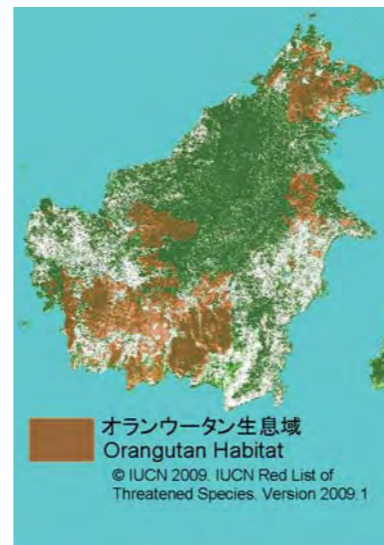 オランウータン生息域
Orangutan Habitat
© IUCN 2009. IUCN Red List of
Threatened Species. Version 2009.1